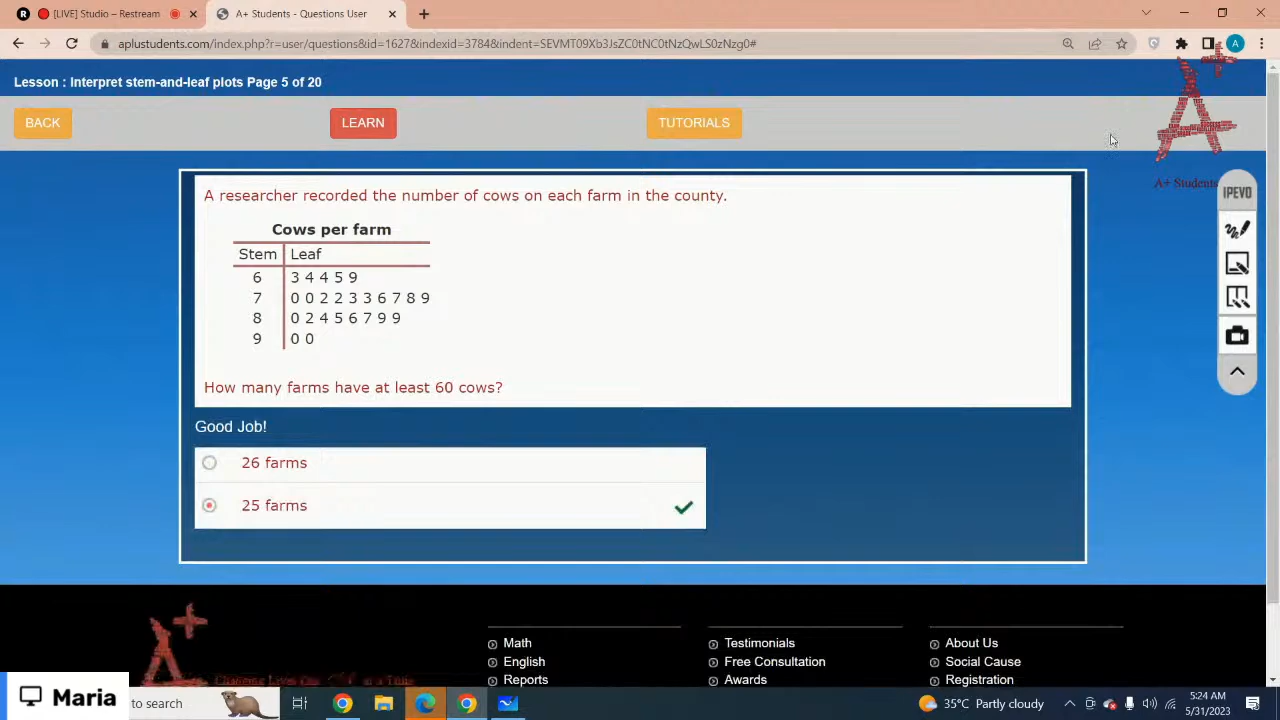 [LIVE] Studio – Restream
A+ Students - Questions User
aplustudents.com/index.php?r=user/questions&id=1627&indexid=3784&indent=SEVMT09Xb3JsZC0tNC0tNzQwLS0zNzg0#
A
Lesson : Interpret stem-and-leaf plots Page 5 of 20
BACK
LEARN
TUTORIALS
A+
A+ Students
IPEVO
A researcher recorded the number of cows on each farm in the county.
Cows per farm
Stem Leaf
6 3 4 4 5 9
7 0 0 2 2 3 3 6 7 8 9
8 0 2 4 5 6 7 9 9
9 0 0
How many farms have at least 60 cows?
Good Job!
26 farms
25 farms
A+
Math Testimonials About Us
English Free Consultation Social Cause
Reports Awards Registration
Maria
to search
35°C Partly cloudy
5:24 AM
5/31/2023